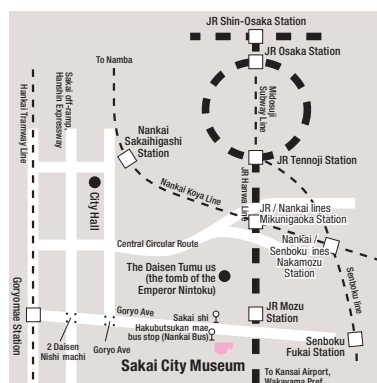 JR Shin-Osaka Station
JR Osaka Station
To Namba
Hankai Tramway Line
Sakai off-ramp,
Hanshin Expressway
Midosuji
Subway Line
Nankai
Sakaihigashi
Station
JR Tennoji Station
City Hall
Nankai Koya Line
JR Hanwa Line
JR / Nankai lines
Mikunigaoka Station
Central Circular Route
Nankai /
Senboku ines
Nakamozu
Station
The Daisen Tumu us
(the tomb of the
Emperor Nintoku)
Senboku line
Goryomae Station
Goryo Ave
Sakai shi
Hakubutsukan mae
bus stop (Nankai Bus)
JR Mozu
Station
2 Daisen
Nishi machi
Goryo Ave
Senboku
Fukai Station
Sakai City Museum
To Kansai Airport,
Wakayama Pref